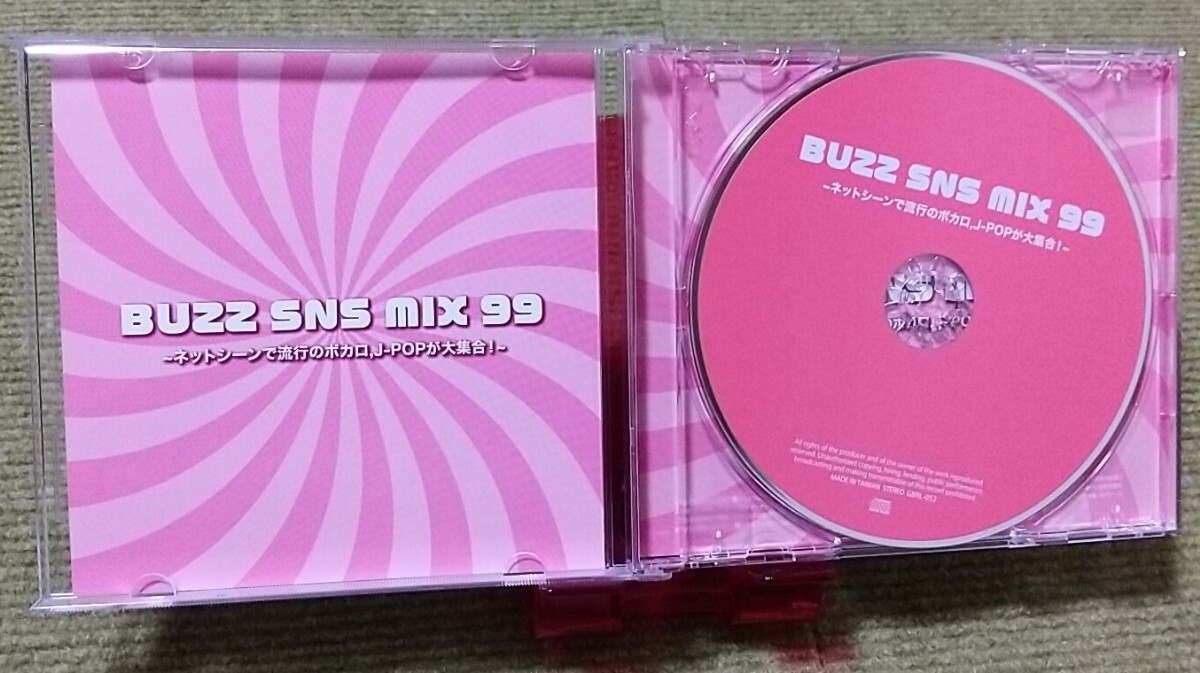 BUZZ SNS MIX 99
~ネットシーンで流行のボカロ,J-POPが大集合！~
BUZZ SNS MIX 99
~ネットシーンで流行のボカロ,J-POPが大集合！~
All rights of the producer and of the owner of the work reproduced
reserved. Unauthorized copying, hiring, lending, public performance,
broadcasting and making transmittable of this record prohibited.
MADE IN TAIWAN STEREO GBRL-052